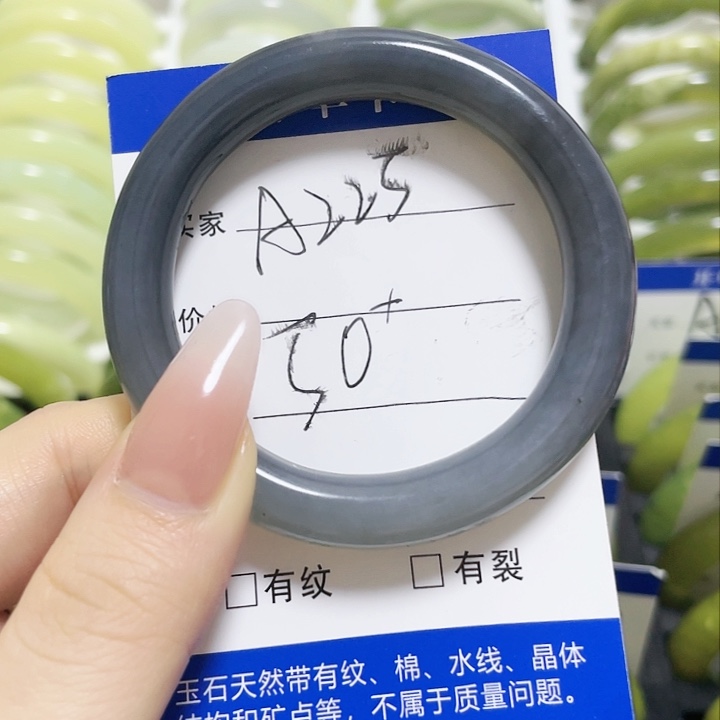 买家 A225
价
50+
□有纹 □有裂
玉石天然带有纹、棉、水线、晶体
结构和矿点等，不属于质量问题。